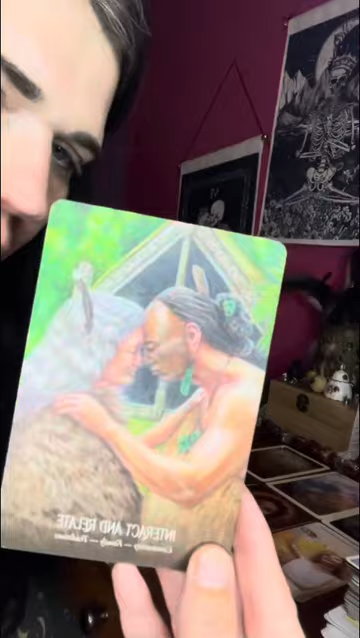 INTERACT AND RELATE
Community — Family — Traditions